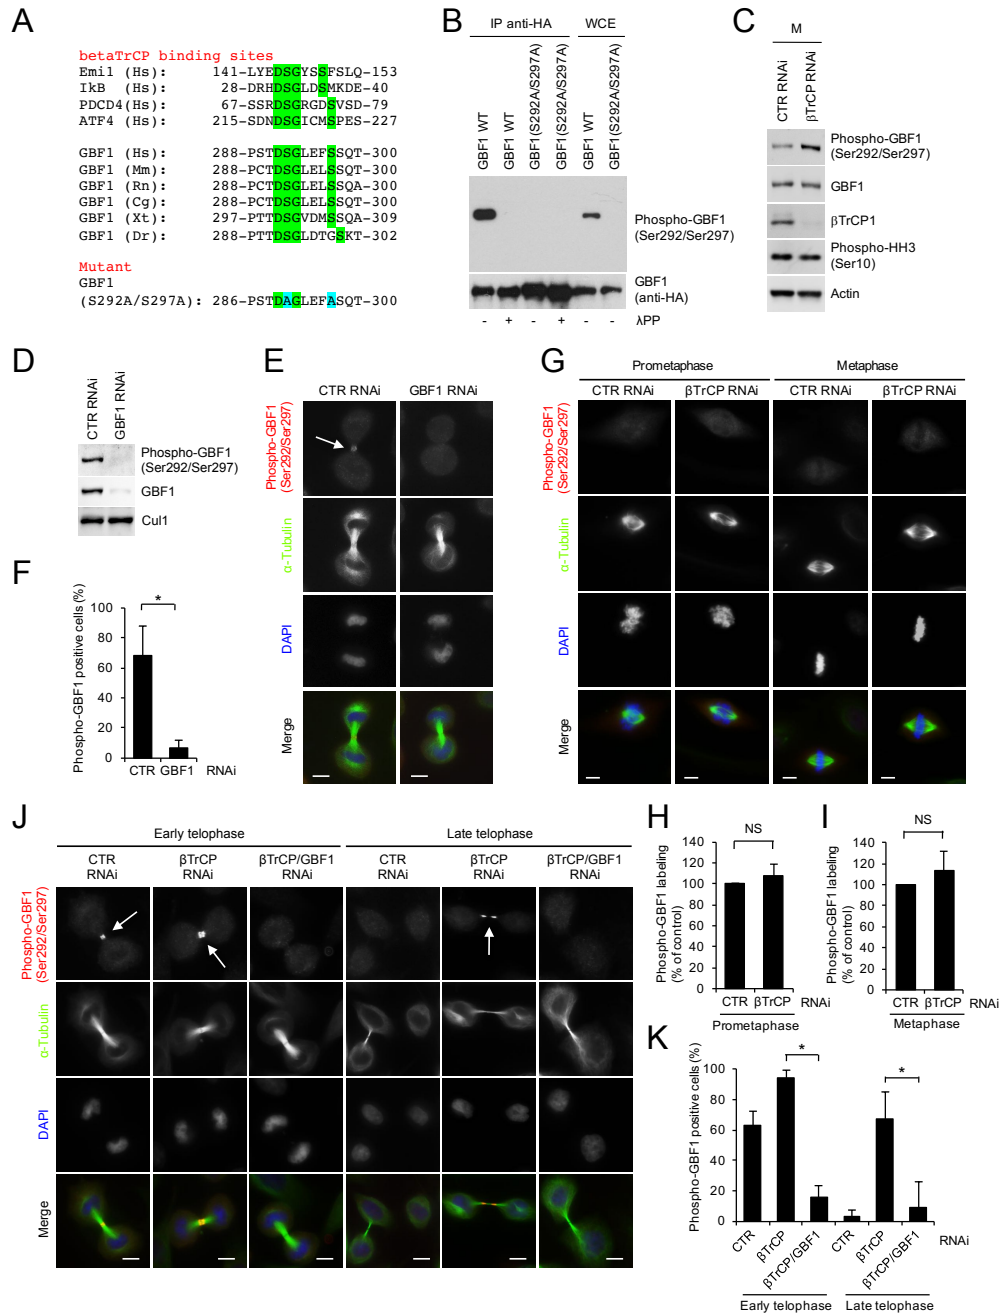 A
betaTrCP binding sites
Emi1 (Hs): 141-LYEDSGYSSFSLQ-153
IkB (Hs): 28-DRHDSGLDSMKDE-40
PDCD4(Hs): 67-SSRDSGRGDSVSD-79
ATF4 (Hs): 215-SDNDSGICMSPES-227
GBF1 (Hs): 288-PSTDSGLEFSSQT-300
GBF1 (Mm): 288-PCTDSGLELSSQT-300
GBF1 (Rn): 288-PCTDSGLELSSQA-300
GBF1 (Cg): 288-PCTDSGLELSSQT-300
GBF1 (Xt): 297-PTTDSGVDMSSQA-309
GBF1 (Dr): 288-PTTDSGLDTGSKT-302
Mutant
GBF1
(S292A/S297A): 286-PSTDAGLEFASQT-300
B
IP anti-HA WCE
GBF1 WT
GBF1 WT
GBF1(S292A/S297A)
GBF1(S292A/S297A)
GBF1 WT
GBF1(S292A/S297A)
Phospho-GBF1
(Ser292/Ser297)
GBF1
(anti-HA)
- + - + - - λPP
C
M
CTR RNAi
βTrCP RNAi
Phospho-GBF1
(Ser292/Ser297)
GBF1
βTrCP1
Phospho-HH3
(Ser10)
Actin
D
CTR RNAi
GBF1 RNAi
Phospho-GBF1
(Ser292/Ser297)
GBF1
Cul1
E
CTR RNAi GBF1 RNAi
Phospho-GBF1
(Ser292/Ser297)
α-Tubulin
DAPI
Merge
F
Phospho-GBF1 positive cells (%)
100
80
60
40
20
0
*
CTR GBF1 RNAi
G
Prometaphase Metaphase
CTR RNAi βTrCP RNAi CTR RNAi βTrCP RNAi
Phospho-GBF1
(Ser292/Ser297)
α-Tubulin
DAPI
Merge
H
Phospho-GBF1 labeling
(% of control)
140
120
100
80
60
40
20
0
NS
CTR βTrCP RNAi
Prometaphase
I
Phospho-GBF1 labeling
(% of control)
140
120
100
80
60
40
20
0
NS
CTR βTrCP RNAi
Metaphase
J
Early telophase Late telophase
CTR RNAi βTrCP RNAi βTrCP/GBF1 RNAi CTR RNAi βTrCP RNAi βTrCP/GBF1 RNAi
Phospho-GBF1
(Ser292/Ser297)
α-Tubulin
DAPI
Merge
K
Phospho-GBF1 positive cells (%)
100
80
60
40
20
0
* *
CTR βTrCP βTrCP/GBF1 CTR βTrCP βTrCP/GBF1 RNAi
Early telophase Late telophase